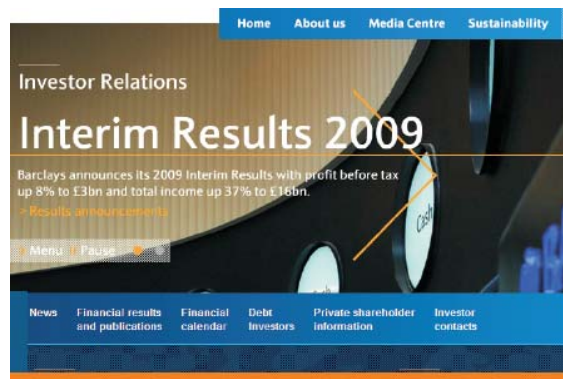 Home About us Media Centre Sustainability
Investor Relations
Interim Results 2009
Barclays announces its 2009 Interim Results with profit before tax
up 8% to £3bn and total income up 37% to £16bn.
> Results announcements
Menu Pause
Cash
News Financial results and publications Financial calendar Debt Investors Private shareholder information Investor contacts